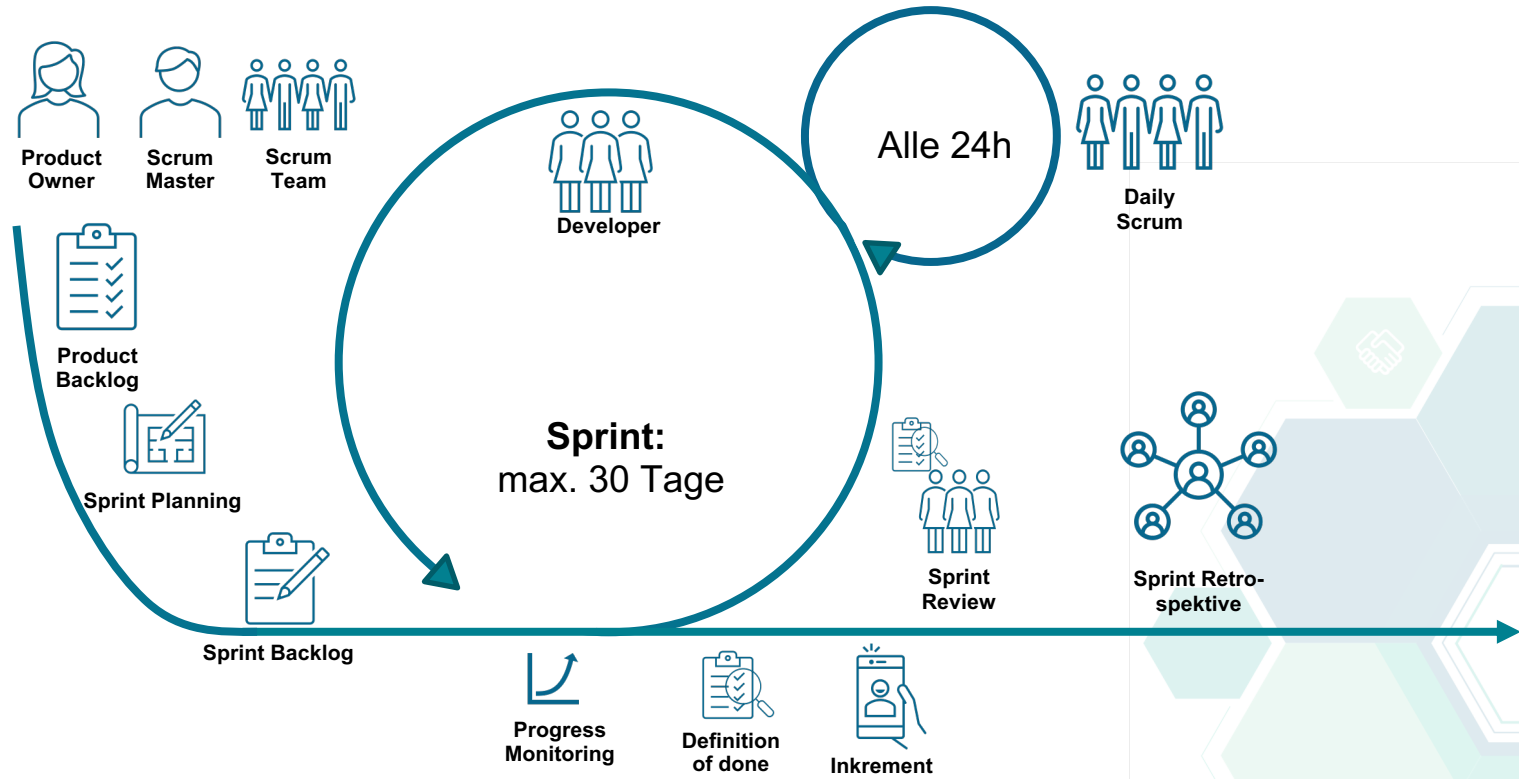 Product
Owner
Scrum
Master
Scrum
Team
Developer
Alle 24h
Daily
Scrum
Product
Backlog
Sprint Planning
Sprint Backlog
Sprint:
max. 30 Tage
Sprint
Review
Sprint Retro-
spektive
Progress
Monitoring
Definition
of done
Inkrement